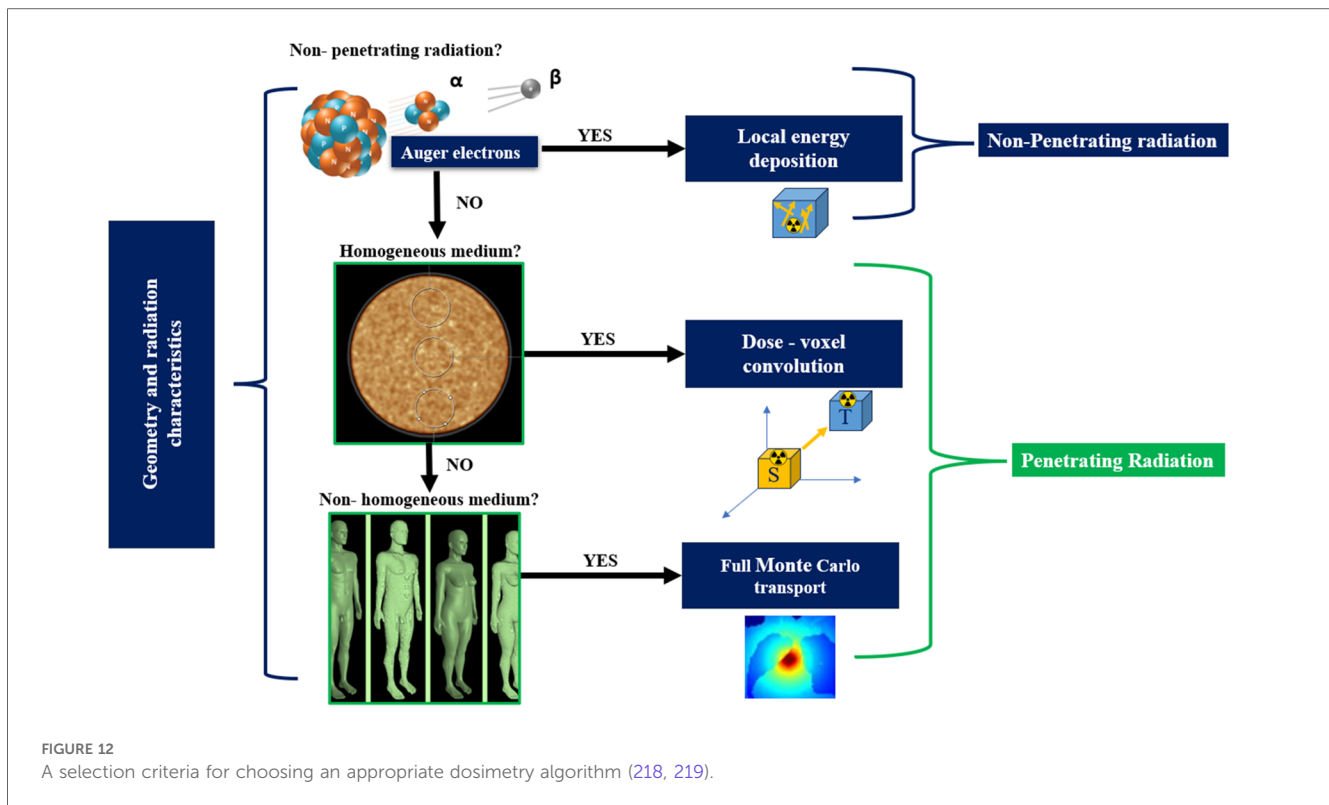 Non- penetrating radiation?
α
β
N
P
Auger electrons
YES
Local energy
deposition
Non-Penetrating radiation
NO
Geometry and radiation
characteristics
Homogeneous medium?
YES
Dose - voxel
convolution
T
S
Penetrating Radiation
NO
Non- homogeneous medium?
YES
Full Monte Carlo
transport
FIGURE 12
A selection criteria for choosing an appropriate dosimetry algorithm (218, 219).